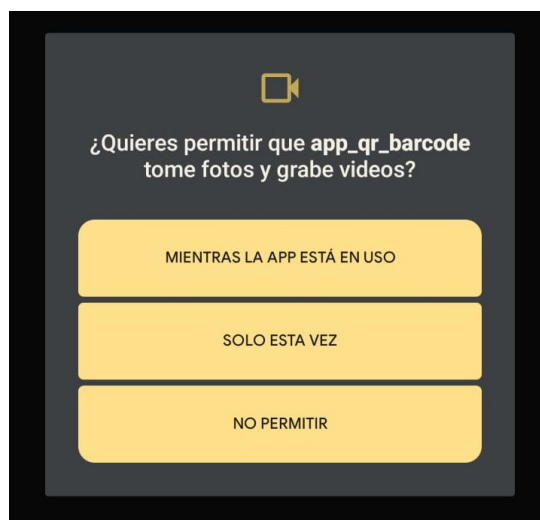 ¿Quieres permitir que app_qr_barcode
tome fotos y grabe videos?
MIENTRAS LA APP ESTÁ EN USO
SOLO ESTA VEZ
NO PERMITIR